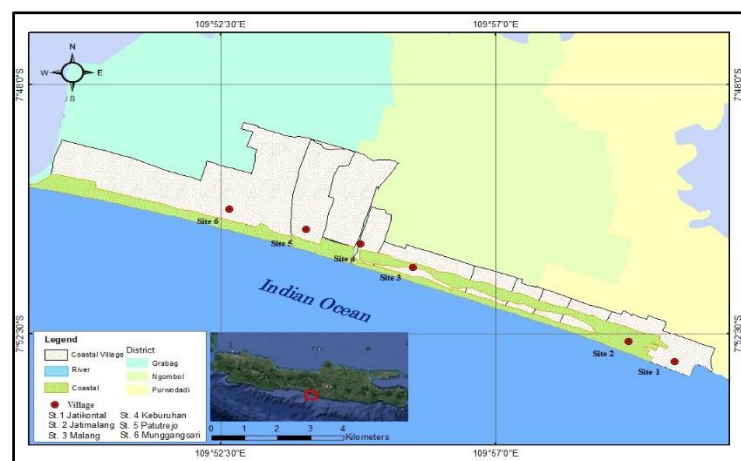 109°52'30"E 109°57'0"E
N
W E
S
7°48'0"S 7°48'0"S
Site 6
Site 5
Site 4
Site 3
Indian Ocean
7°52'30"S 7°52'30"S
Site 2
Site 1
Legend
Coastal Village
River
Coastal
Village
District
Grabag
Ngombol
Purwodadi
St. 1 Jatikontal
St. 2 Jatimalang
St. 3 Malang
St. 4 Keburuhan
St. 5 Patutrejo
St. 6 Munggangsari
0 0.5 1 2 3 4
Kilometers
109°52'30"E 109°57'0"E